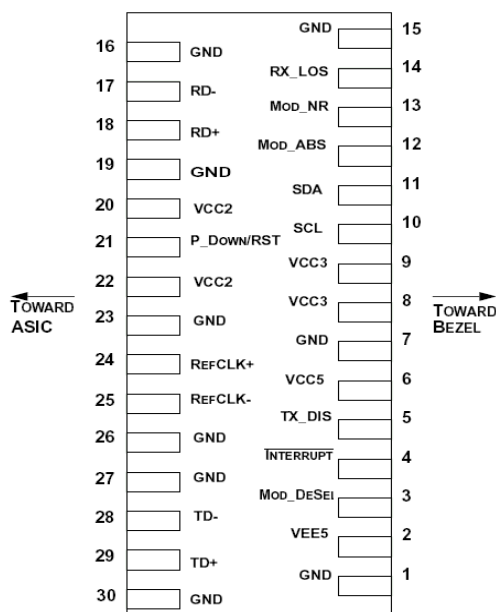 GND 15
16 GND
RX_LOS 14
17 RD-
MOD_NR 13
18 RD+
MOD_ABS 12
19 GND
SDA 11
20 VCC2
SCL 10
21 P_DOWN/RST
VCC3 9
22 VCC2
VCC3 8
TOWARD
ASIC
TOWARD
BEZEL
23 GND
GND 7
24 REFCLK+
VCC5 6
25 REFCLK-
TX_DIS 5
26 GND
INTERRUPT 4
27 GND
MOD_DESEL 3
28 TD-
VEE5 2
29 TD+
GND 1
30 GND